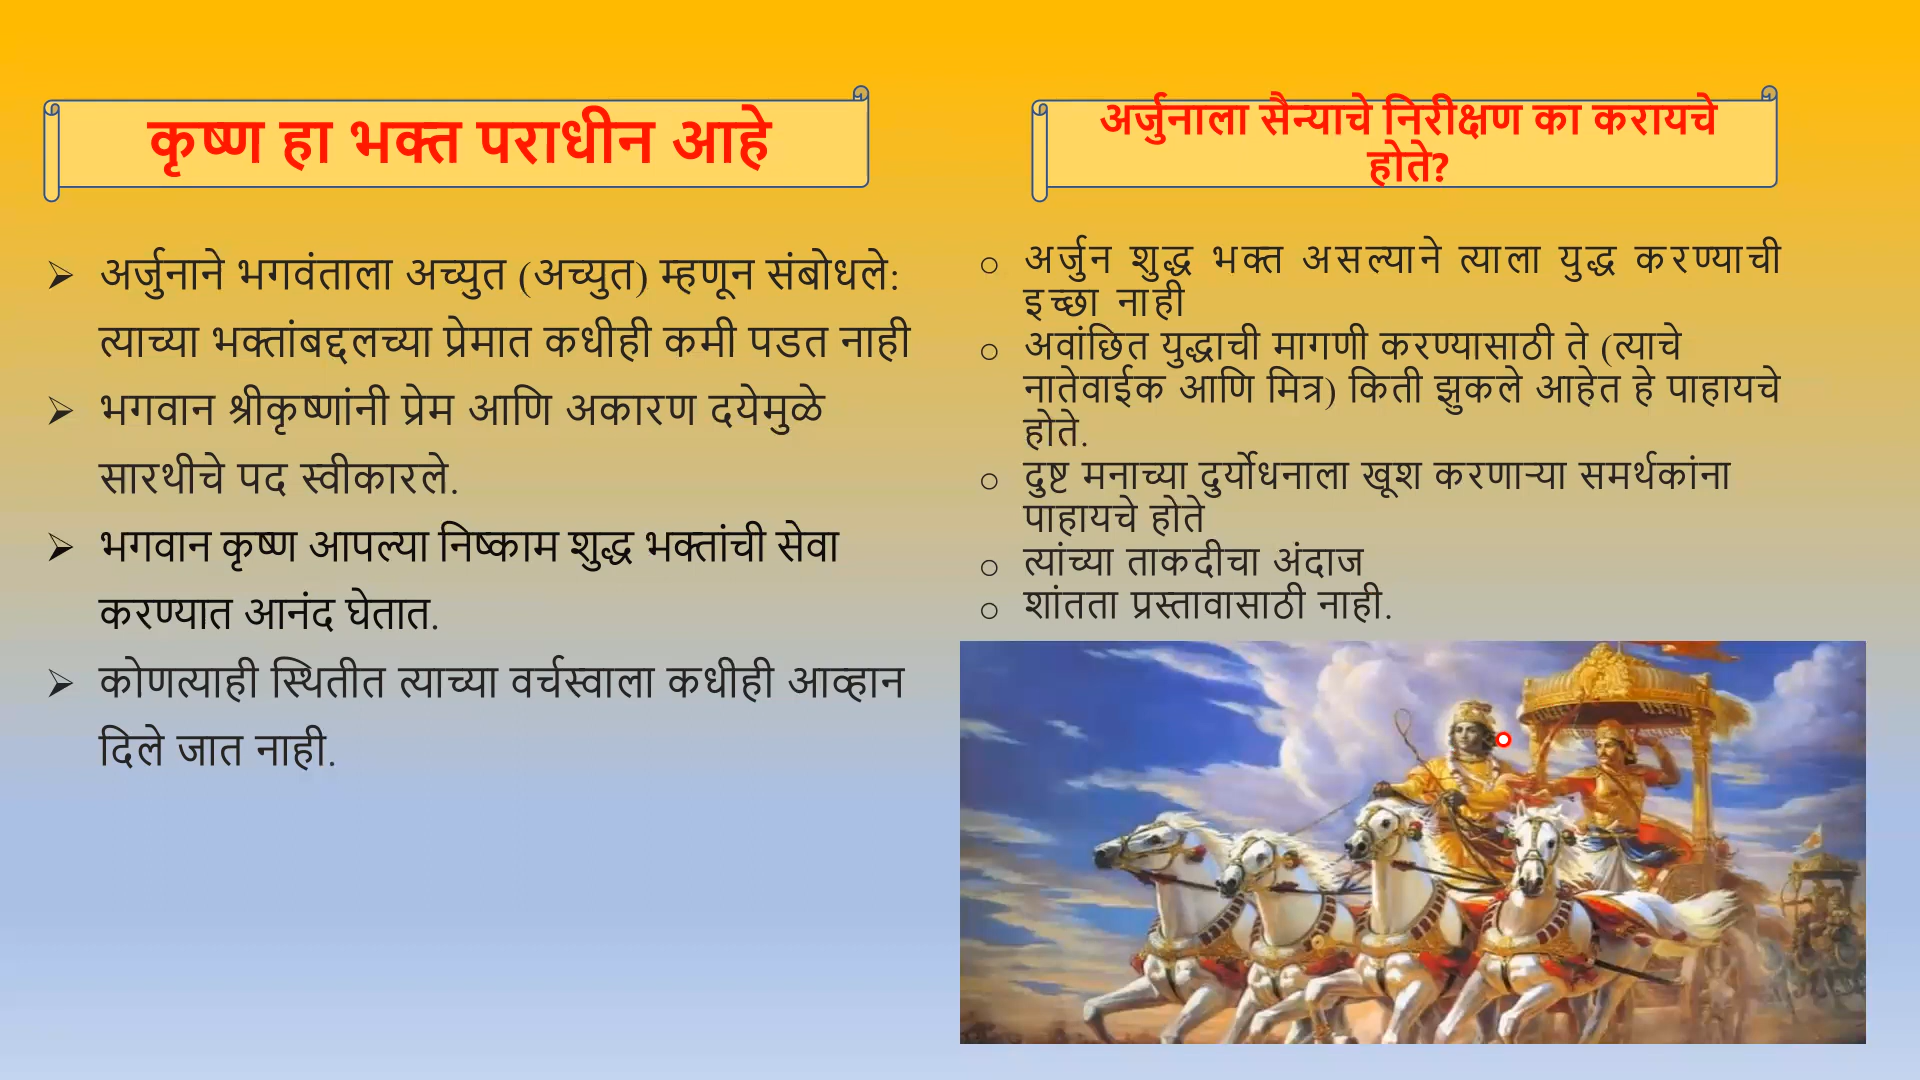 कृष्ण हा भक्त पराधीन आहे
➢ अर्जुनाने भगवंताला अच्युत (अच्युत) म्हणून संबोधले:
त्याच्या भक्तांबद्दलच्या प्रेमात कधीही कमी पडत नाही
➢ भगवान श्रीकृष्णांनी प्रेम आणि अकारण दयेमुळे
सारथीचे पद स्वीकारले.
➢ भगवान कृष्ण आपल्या निष्काम शुद्ध भक्तांची सेवा
करण्यात आनंद घेतात.
➢ कोणत्याही स्थितीत त्याच्या वर्चस्वाला कधीही आव्हान
दिले जात नाही.
अर्जुनाला सैन्याचे निरीक्षण का करायचे
होते?
o अर्जुन शुद्ध भक्त असल्याने त्याला युद्ध करण्याची
इच्छा नाही
o अवांछित युद्धाची मागणी करण्यासाठी ते (त्याचे
नातेवाईक आणि मित्र) किती झुकले आहेत हे पाहायचे
होते.
o दुष्ट मनाच्या दुर्योधनाला खूश करणाऱ्या समर्थकांना
पाहायचे होते
o त्यांच्या ताकदीचा अंदाज
o शांतता प्रस्तावासाठी नाही.